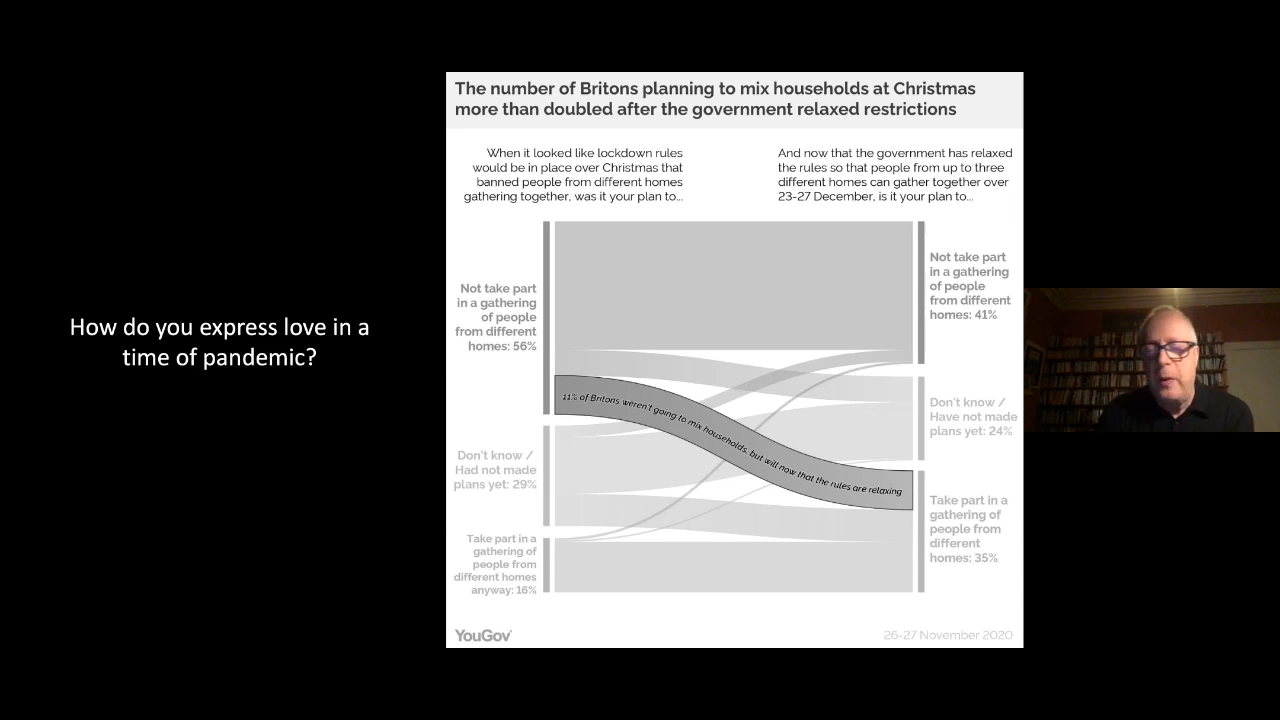 How do you express love in a
time of pandemic?
The number of Britons planning to mix households at Christmas
more than doubled after the government relaxed restrictions
When it looked like lockdown rules
would be in place over Christmas that
banned people from different homes
gathering together, was it your plan to...
And now that the government has relaxed
the rules so that people from up to three
different homes can gather together over
23-27 December, is it your plan to...
Not take part
in a gathering
of people
from different
homes: 56%
Don't know /
Had not made
plans yet: 29%
Take part in a
gathering of
people from
different homes
anyway: 16%
11% of Britons weren't going to mix households, but will now that the rules are relaxing
Not take part
in a gathering
of people
from different
homes: 41%
Don't know /
Have not made
plans yet: 24%
Take part in a
gathering of
people from
different
homes: 35%
YouGov
26-27 November 2020